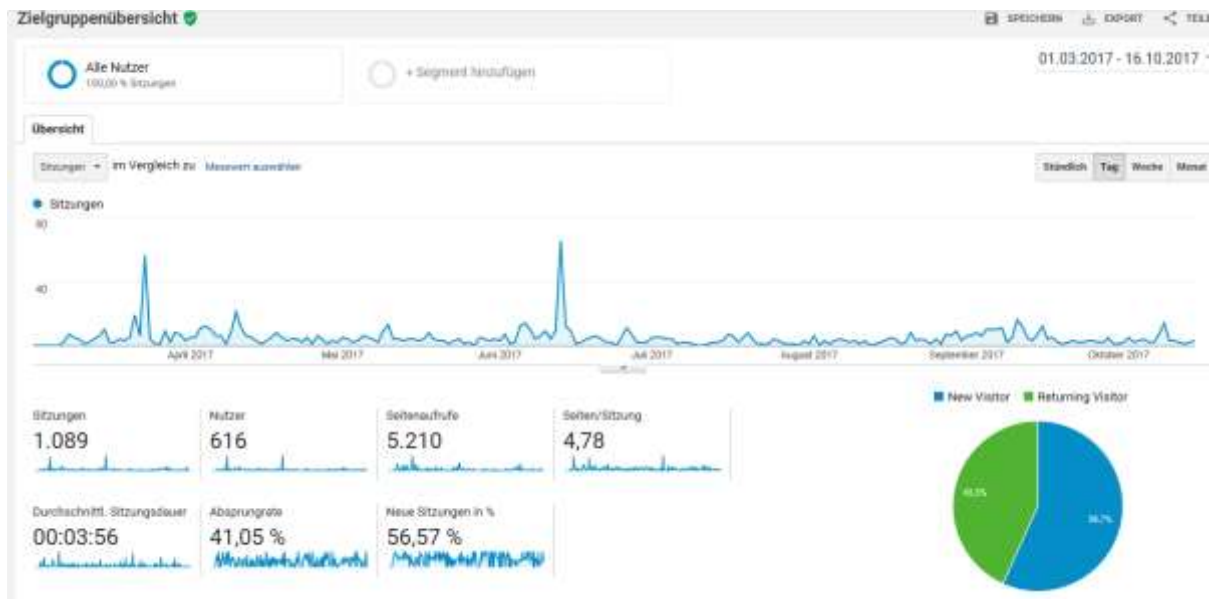 Zielgruppenübersicht
SPEICHERN EXPORT
Alle Nutzer
100,00 % Sitzungen
+ Segment hinzufügen
01.03.2017 - 16.10.2017
Übersicht
Sitzungen im Vergleich zu Messwert auswählen
Stündlich Tag Woche Monat
Sitzungen
80
40
April 2017 Mai 2017 Juni 2017 Juli 2017 August 2017 September 2017 Oktober 2017
New Visitor Returning Visitor
Sitzungen Nutzer Seitenaufrufe Seiten/Sitzung
1.089 616 5.210 4,78
Durchschnittl. Sitzungsdauer Absprungrate Neue Sitzungen in %
00:03:56 41,05 % 56,57 %